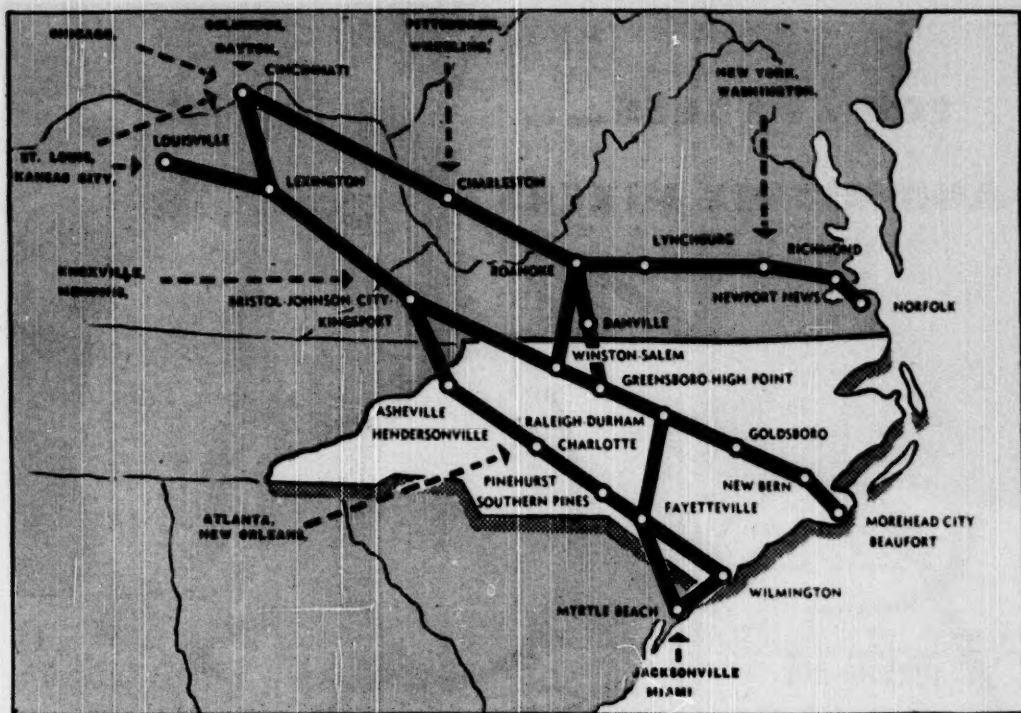 CHICAGO,
COLUMBUS,
DAYTON,
PITTSBURGH,
WHEELING,
CINCINNATI
NEW YORK,
WASHINGTON,
LOUISVILLE
ST. LOUIS,
KANSAS CITY,
LEXINGTON
CHARLESTON
LYNCHBURG
RICHMOND
ROANOKE
KNOXVILLE,
MEMPHIS,
BRISTOL-JOHNSON CITY-
KINGSPORT
NEWPORT NEWS
NORFOLK
DANVILLE
WINSTON-SALEM
GREENSBORO-HIGH POINT
ASHEVILLE
HENDERSONVILLE
RALEIGH-DURHAM
CHARLOTTE
GOLDSBORO
PINEHURST
SOUTHERN PINES
NEW BERN
FAYETTEVILLE
ATLANTA,
NEW ORLEANS,
MOREHEAD CITY
BEAUFORT
WILMINGTON
MYRTLE BEACH
JACKSONVILLE
MIAMI